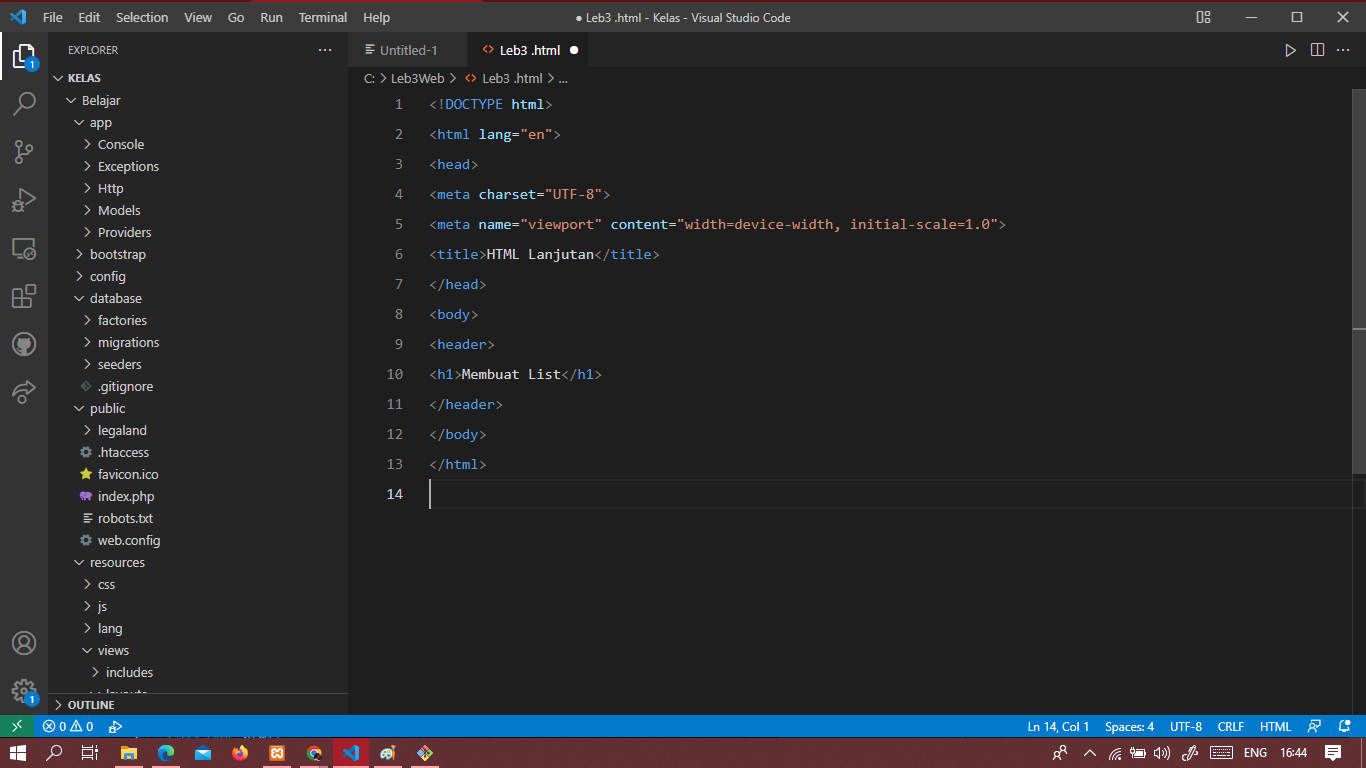 File Edit Selection View Go Run Terminal Help
● Leb3 .html - Kelas - Visual Studio Code
EXPLORER
KELAS
Belajar
app
Console
Exceptions
Http
Models
Providers
bootstrap
config
database
factories
migrations
seeders
.gitignore
public
legaland
.htaccess
favicon.ico
index.php
robots.txt
web.config
resources
css
js
lang
views
includes
OUTLINE
1
1
Untitled-1 <> Leb3 .html ●
C: > Leb3Web > <> Leb3 .html > ...
1 <!DOCTYPE html>
2 <html lang="en">
3 <head>
4 <meta charset="UTF-8">
5 <meta name="viewport" content="width=device-width, initial-scale=1.0">
6 <title>HTML Lanjutan</title>
7 </head>
8 <body>
9 <header>
10 <h1>Membuat List</h1>
11 </header>
12 </body>
13 </html>
14
0 0 Ln 14, Col 1 Spaces: 4 UTF-8 CRLF HTML
ENG 16:44